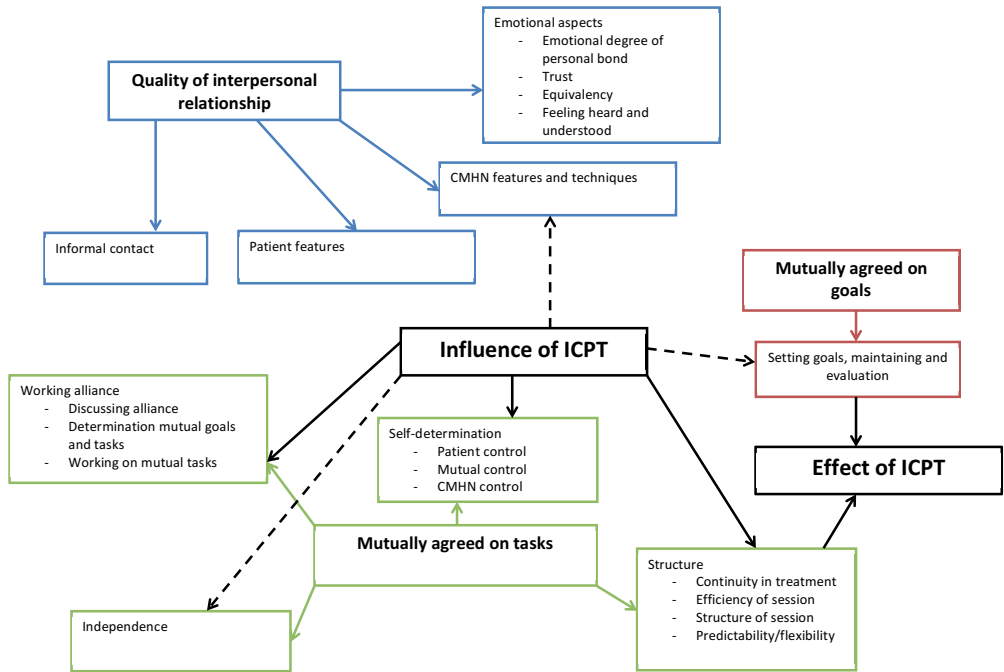 Emotional aspects
- Emotional degree of
personal bond
- Trust
- Equivalency
- Feeling heard and
understood
Quality of interpersonal
relationship
CMHN features and techniques
Informal contact
Patient features
Mutually agreed on
goals
Influence of ICPT
Setting goals, maintaining and
evaluation
Working alliance
- Discussing alliance
- Determination mutual goals
and tasks
- Working on mutual tasks
Self-determination
- Patient control
- Mutual control
- CMHN control
Effect of ICPT
Mutually agreed on tasks
Structure
- Continuity in treatment
- Efficiency of session
- Structure of session
- Predictability/flexibility
Independence